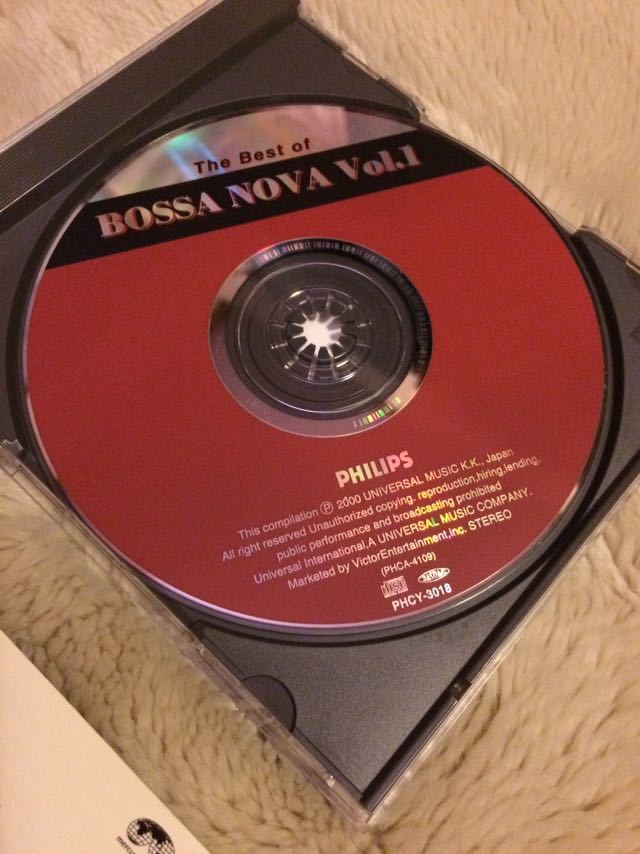 The Best of
BOSSA NOVA Vol.1
PHILIPS
This compilation Ⓟ 2000 UNIVERSAL MUSIC K.K., Japan
All right reserved Unauthorized copying, reproduction,hiring,lending,
public performance and broadcasting prohibited
Universal International.A UNIVERSAL MUSIC COMPANY.
Marketed by VictorEntertainment,Inc. STEREO
(PHCA-4109)
PHCY-3018